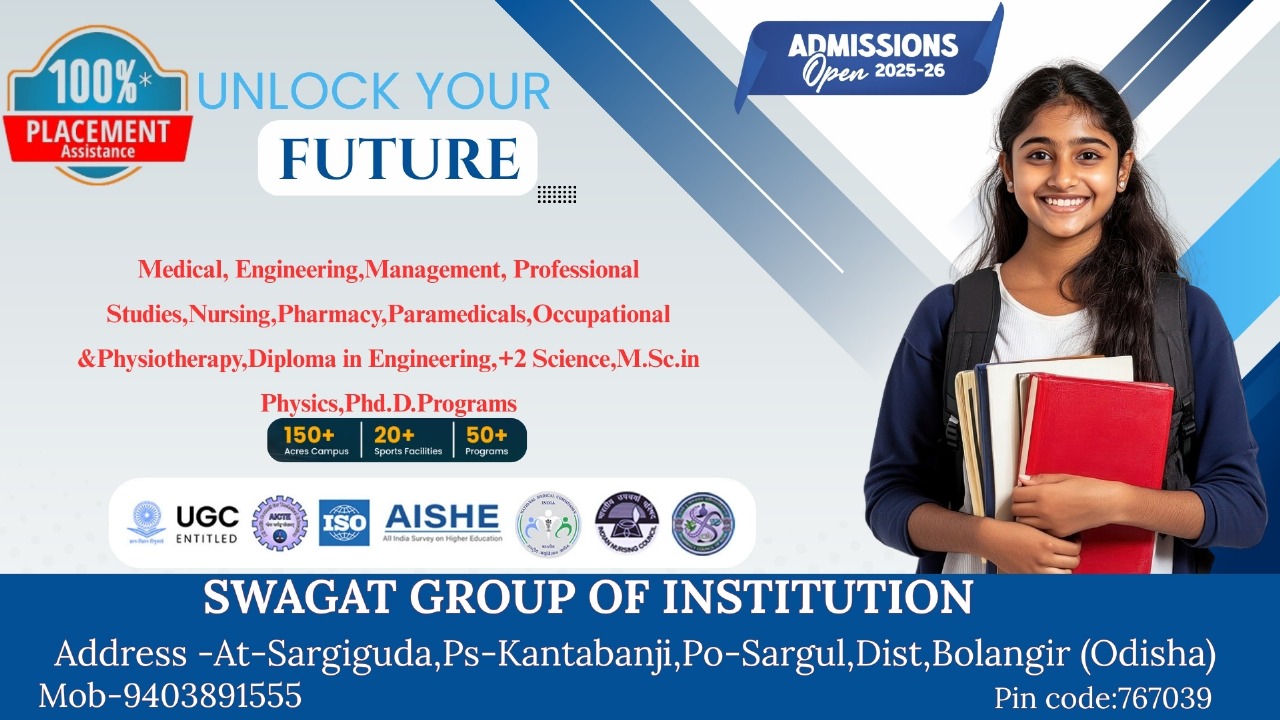 100%*
PLACEMENT
Assistance
UNLOCK YOUR
FUTURE
ADMISSIONS
Open 2025-26
Medical, Engineering,Management, Professional
Studies,Nursing,Pharmacy,Paramedicals,Occupational
&Physiotherapy,Diploma in Engineering,+2 Science,M.Sc.in
Physics,Phd.D.Programs
150+ 20+ 50+
Acres Campus Sports Facilities Programs
UGC
ENTITLED
AICTE
ISO
AISHE
All India Survey on Higher Education
SWAGAT GROUP OF INSTITUTION
Address -At-Sargiguda,Ps-Kantabanji,Po-Sargul,Dist,Bolangir (Odisha)
Mob-9403891555
Pin code:767039